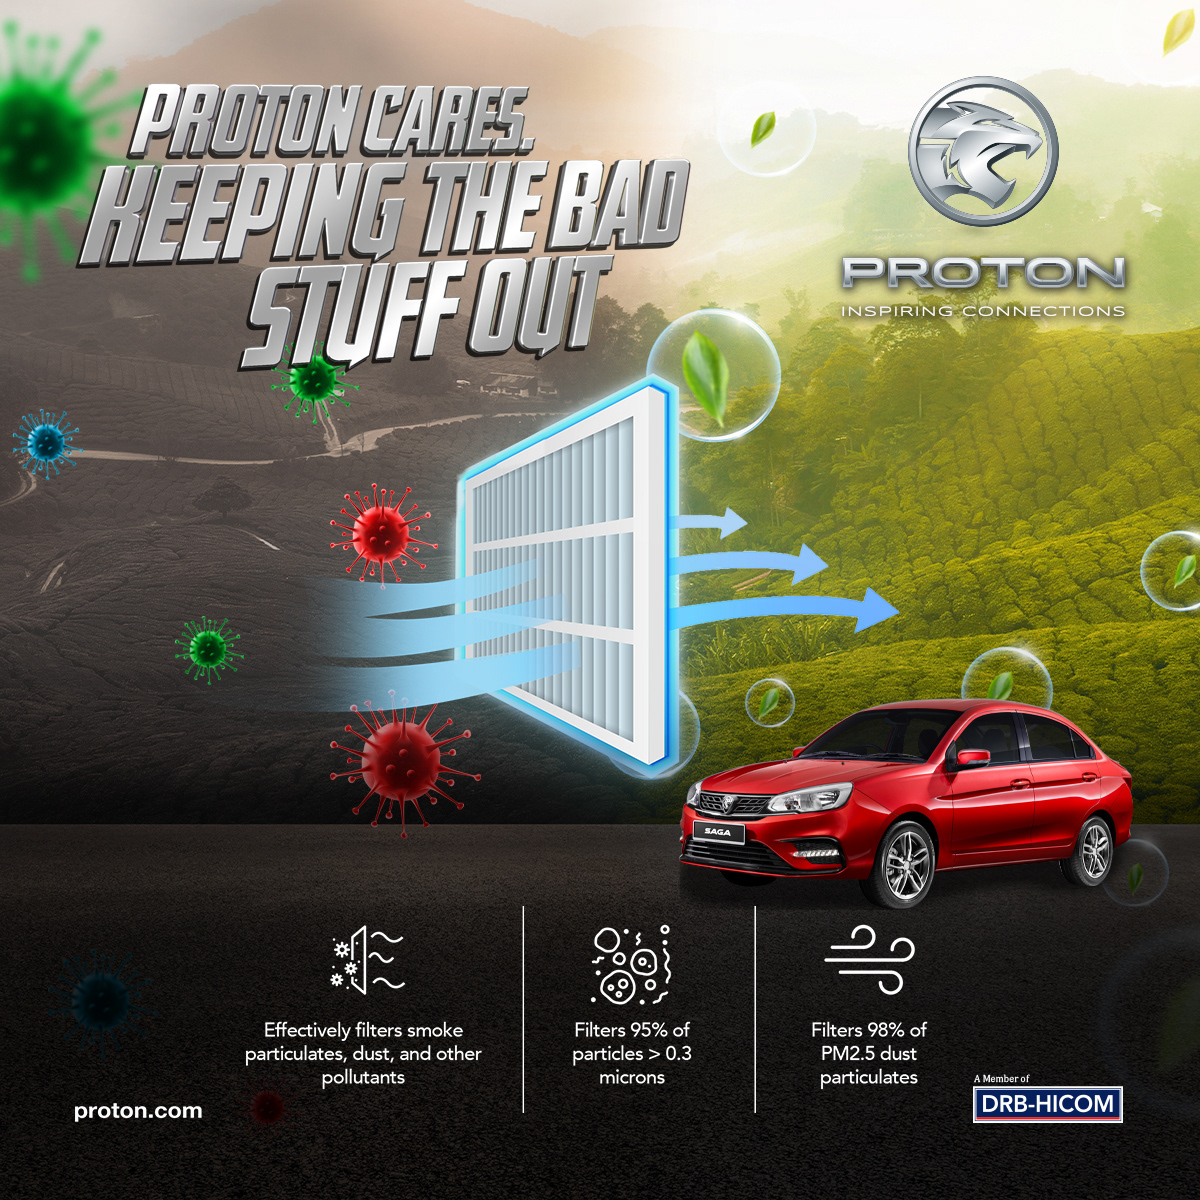 PROTON CARES.
KEEPING THE BAD
STUFF OUT
PROTON
INSPIRING CONNECTIONS
SAGA
Effectively filters smoke
particulates, dust, and other
pollutants
Filters 95% of
particles > 0.3
microns
Filters 98% of
PM2.5 dust
particulates
proton.com
A Member of
DRB-HICOM